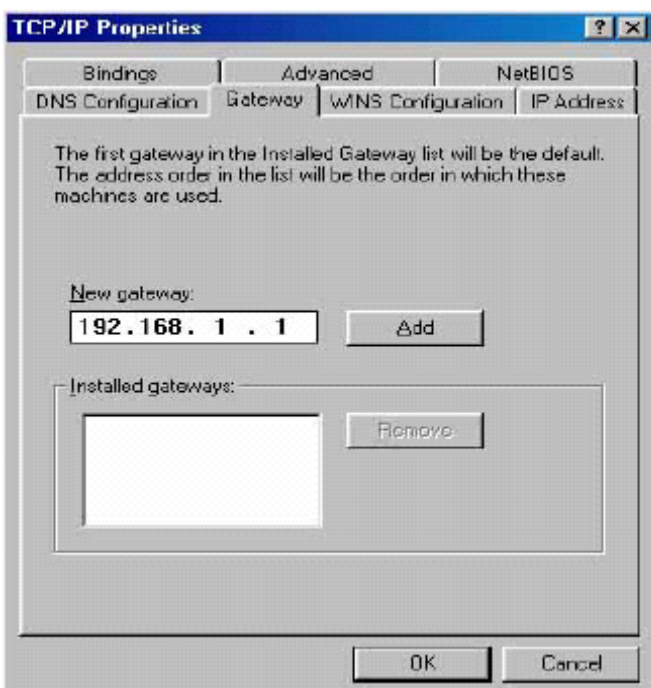 TCP/IP Properties
? ×
Bindings Advanced NetBIOS
DNS Configuration Gateway WINS Configuration IP Address
The first gateway in the Installed Gateway list will be the default.
The address order in the list will be the order in which these
machines are used.
New gateway:
192.168. 1 . 1 Add
Installed gateways:
Remove
OK Cancel